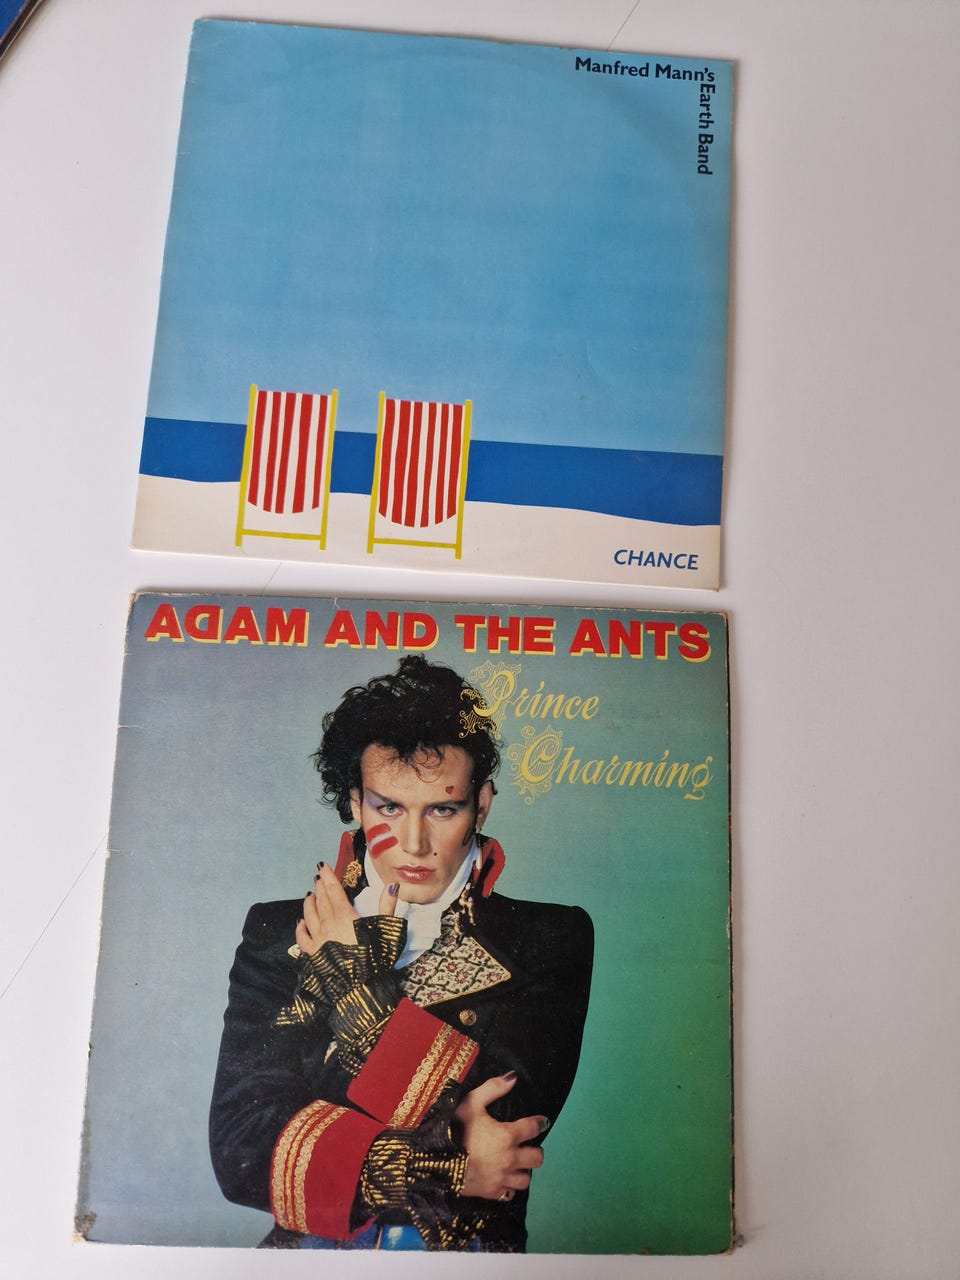 Manfred Mann's
Earth Band
CHANCE
ADAM AND THE ANTS
Prince
Charming